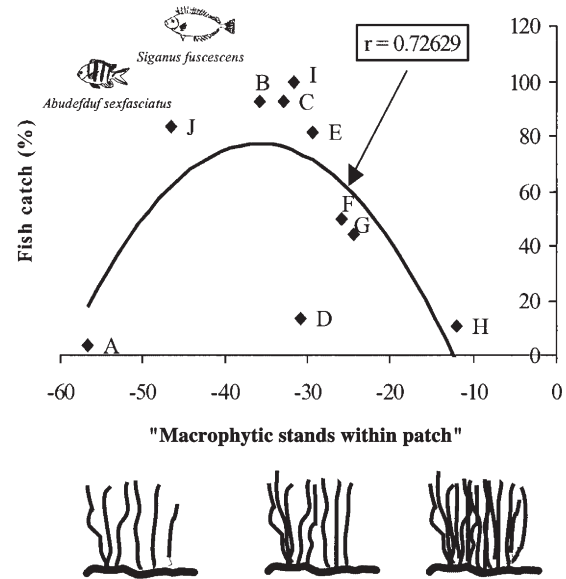 Siganus fuscescens
Abudefduf sexfasciatus
r = 0.72629
120
100
80
60
40
20
0
Fish catch (%)
A
B
C
D
E
F
G
H
I
J
-60
-50
-40
-30
-20
-10
0
"Macrophytic stands within patch"